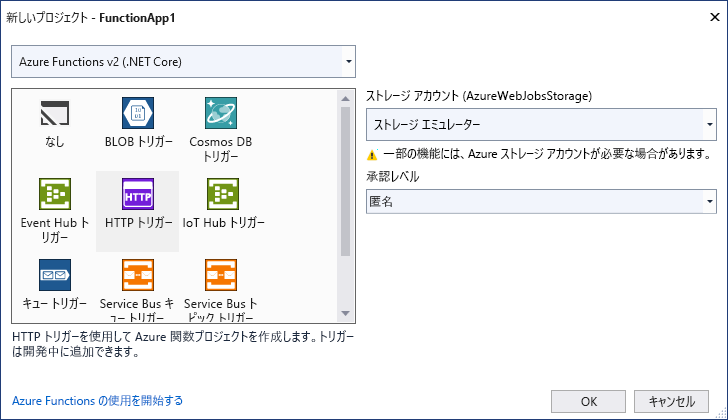 新しいプロジェクト - FunctionApp1
Azure Functions v2 (.NET Core)
なし
BLOB トリガー
Cosmos DB
トリガー
Event Hub ト
リガー
HTTP
HTTP トリガー
IoT Hub トリガー
キュー トリガー
Service Bus キ
ュー トリガー
Service Bus ト
ピック トリガー
HTTP トリガーを使用して Azure 関数プロジェクトを作成します。トリガー
は開発中に追加できます。
ストレージ アカウント (AzureWebJobsStorage)
ストレージ エミュレーター
一部の機能には、Azure ストレージ アカウントが必要な場合があります。
承認レベル
匿名
Azure Functions の使用を開始する
OK
キャンセル